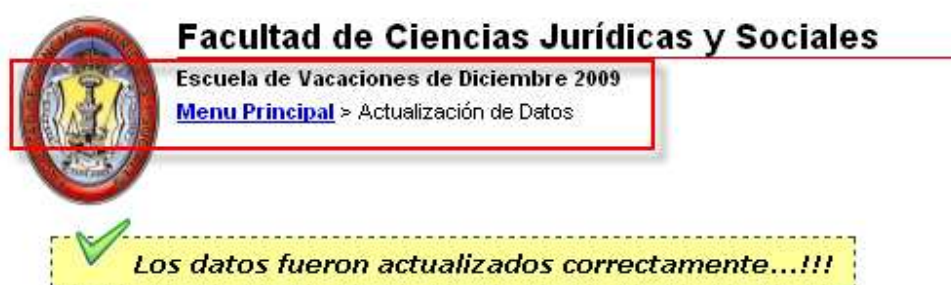 Facultad de Ciencias Jurídicas y Sociales
Escuela de Vacaciones de Diciembre 2009
Menu Principal > Actualización de Datos
Los datos fueron actualizados correctamente...!!!